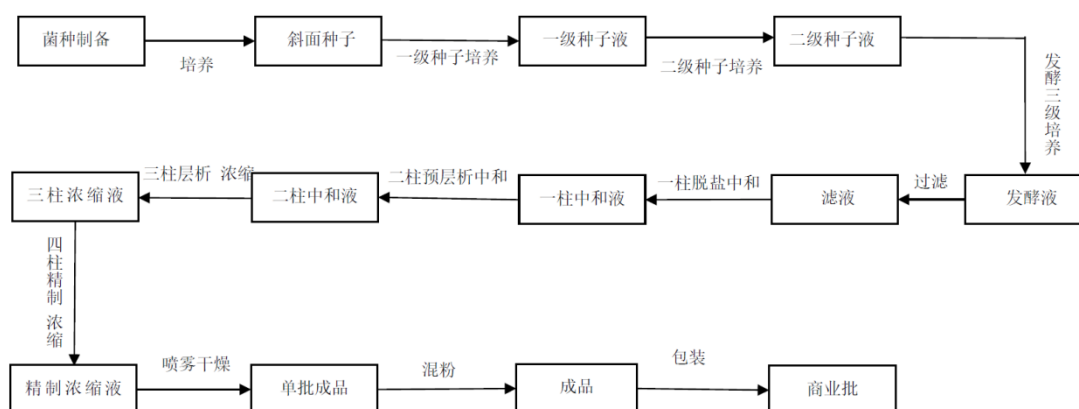 菌种制备
培养
斜面种子
一级种子培养
一级种子液
二级种子培养
二级种子液
发酵三级培养
发酵液
过滤
滤液
一柱脱盐中和
一柱中和液
二柱预层析中和
二柱中和液
三柱层析 浓缩
三柱浓缩液
四柱精制 浓缩
精制浓缩液
喷雾干燥
单批成品
混粉
成品
包装
商业批